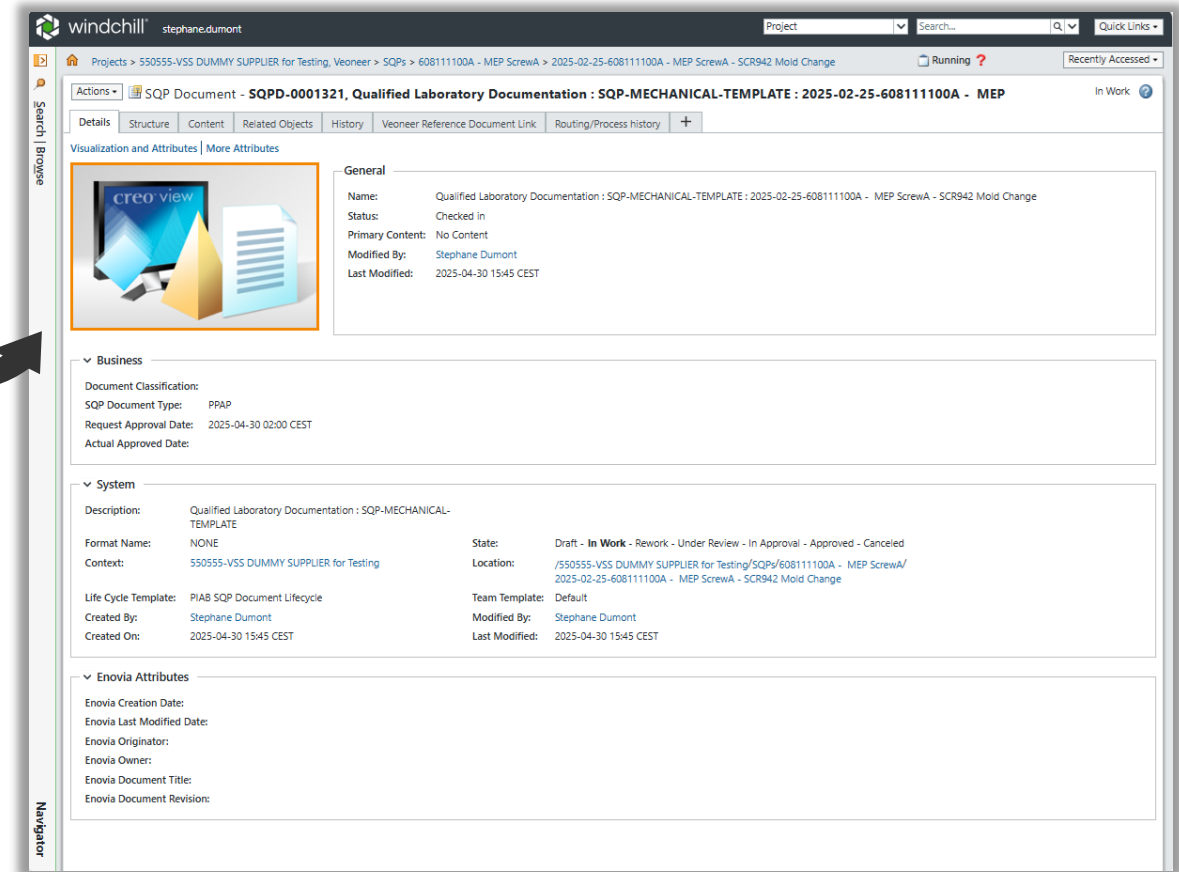 windchill® stephane.dumont Project Search... Quick Links
Projects > 550555-VSS DUMMY SUPPLIER for Testing, Veoneer > SQPs > 608111100A - MEP ScrewA > 2025-02-25-608111100A - MEP ScrewA - SCR942 Mold Change Running ? Recently Accessed
Actions SQP Document - SQPD-0001321, Qualified Laboratory Documentation : SQP-MECHANICAL-TEMPLATE : 2025-02-25-608111100A - MEP In Work ?
Search | Browse
Details Structure Content Related Objects History Veoneer Reference Document Link Routing/Process history +
Visualization and Attributes | More Attributes
creo view
General
Name: Qualified Laboratory Documentation : SQP-MECHANICAL-TEMPLATE : 2025-02-25-608111100A - MEP ScrewA - SCR942 Mold Change
Status: Checked in
Primary Content: No Content
Modified By: Stephane Dumont
Last Modified: 2025-04-30 15:45 CEST
Business
Document Classification:
SQP Document Type: PPAP
Request Approval Date: 2025-04-30 02:00 CEST
Actual Approved Date:
System
Description: Qualified Laboratory Documentation : SQP-MECHANICAL-
TEMPLATE
Format Name: NONE State: Draft - In Work - Rework - Under Review - In Approval - Approved - Canceled
Context: 550555-VSS DUMMY SUPPLIER for Testing Location: /550555-VSS DUMMY SUPPLIER for Testing/SQPs/608111100A - MEP ScrewA/
2025-02-25-608111100A - MEP ScrewA - SCR942 Mold Change
Life Cycle Template: PIAB SQP Document Lifecycle Team Template: Default
Created By: Stephane Dumont Modified By: Stephane Dumont
Created On: 2025-04-30 15:45 CEST Last Modified: 2025-04-30 15:45 CEST
Enovia Attributes
Enovia Creation Date:
Enovia Last Modified Date:
Enovia Originator:
Enovia Owner:
Enovia Document Title:
Enovia Document Revision:
Navigator